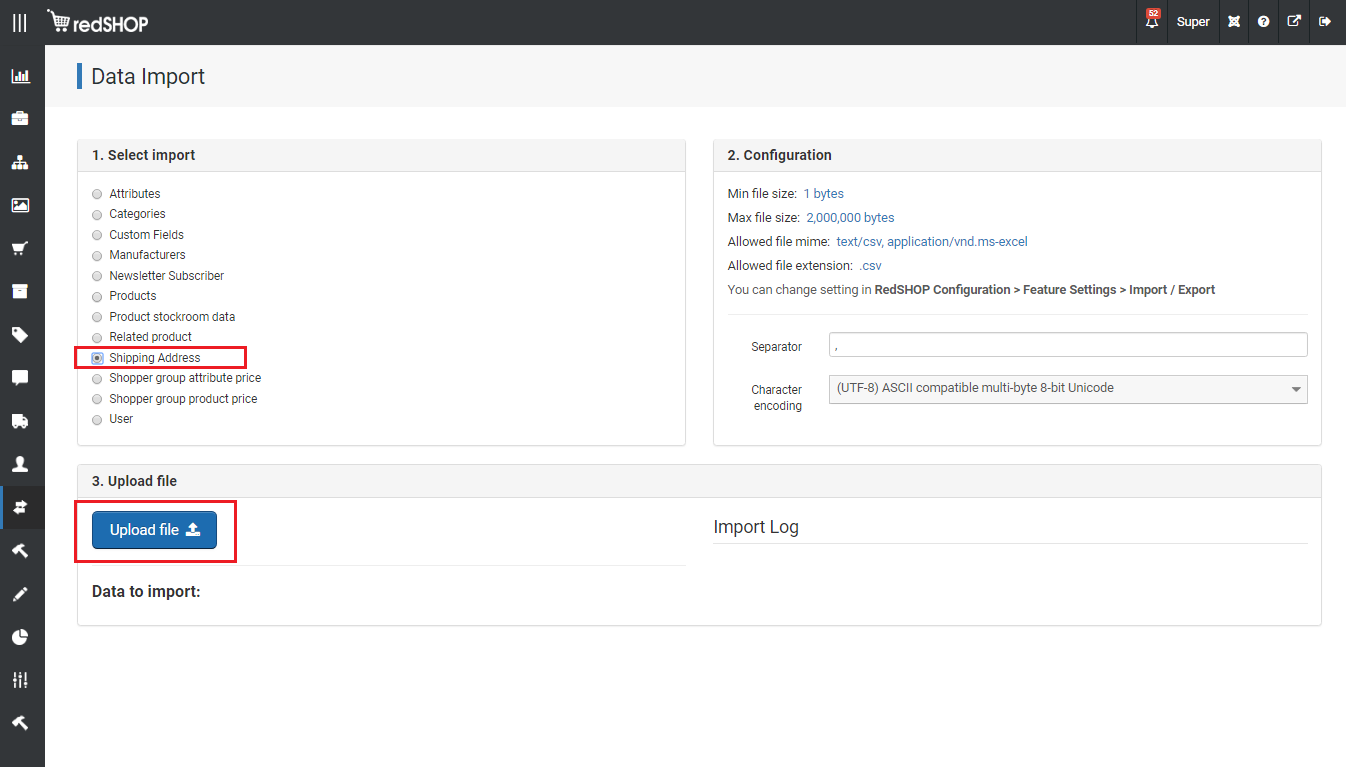 redSHOP
52
Super
Data Import
1. Select import
Attributes
Categories
Custom Fields
Manufacturers
Newsletter Subscriber
Products
Product stockroom data
Related product
Shipping Address
Shopper group attribute price
Shopper group product price
User
2. Configuration
Min file size: 1 bytes
Max file size: 2,000,000 bytes
Allowed file mime: text/csv, application/vnd.ms-excel
Allowed file extension: .csv
You can change setting in RedSHOP Configuration > Feature Settings > Import / Export
Separator ,
Character encoding (UTF-8) ASCII compatible multi-byte 8-bit Unicode
3. Upload file
Upload file
Data to import:
Import Log